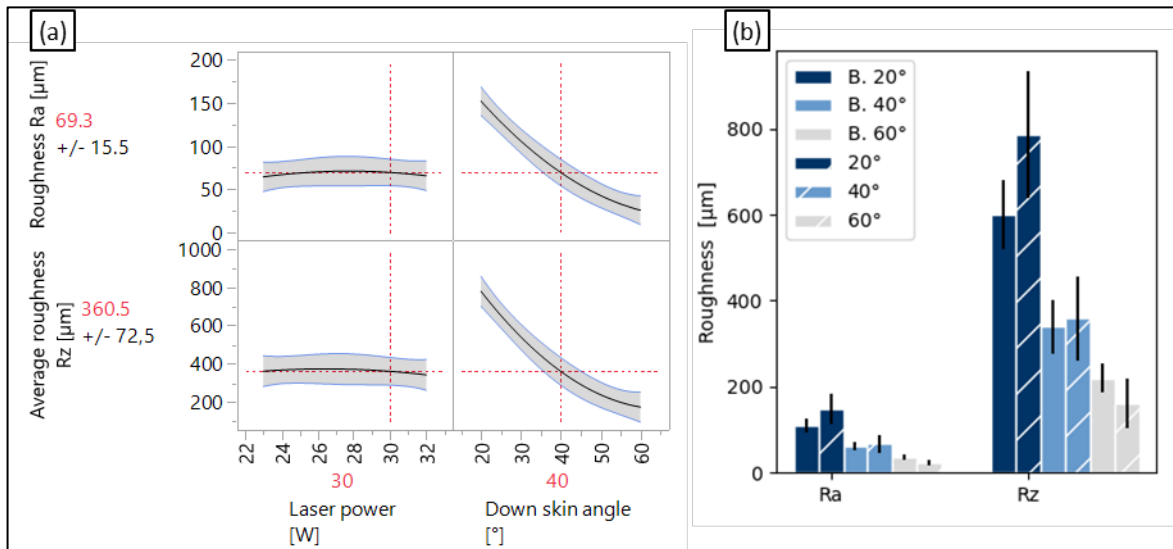 (a)
Roughness Ra [µm]
69.3
+/- 15.5
200
150
100
50
0
Average roughness
Rz [µm]
360.5
+/- 72,5
1000
800
600
400
200
22
24
26
28
30
32
30
Laser power
[W]
20
30
40
50
60
40
Down skin angle
[°]
(b)
B. 20°
B. 40°
B. 60°
20°
40°
60°
Roughness [µm]
800
600
400
200
0
Ra
Rz